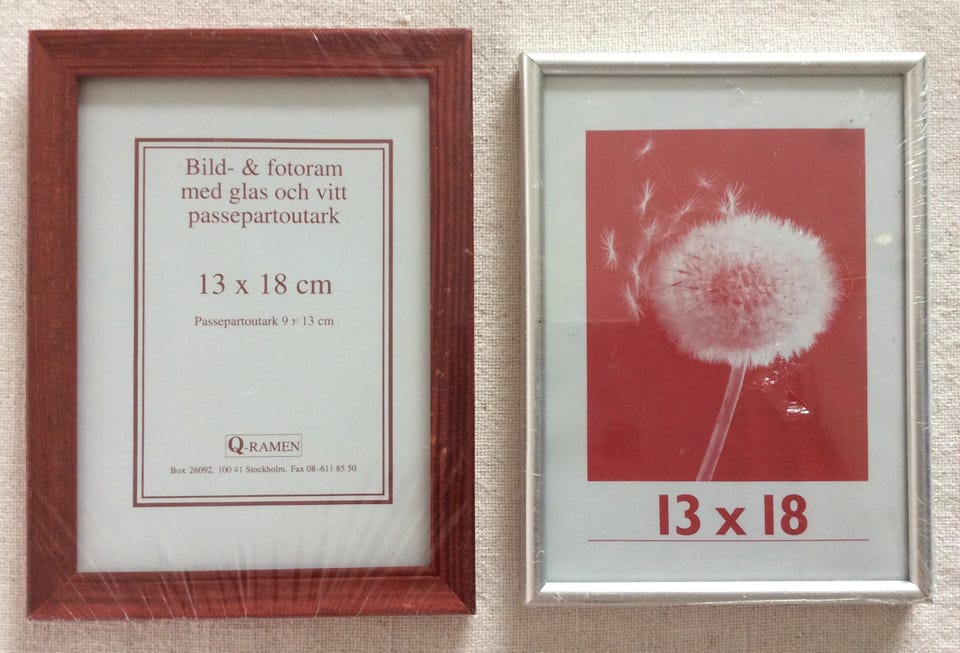 Bild- & fotoram
med glas och vitt
passepartoutark
13 x 18 cm
Passepartoutark 9 x 13 cm
Q-RAMEN
Box 26092, 100 41 Stockholm. Fax 08-611 85 50
13 x 18